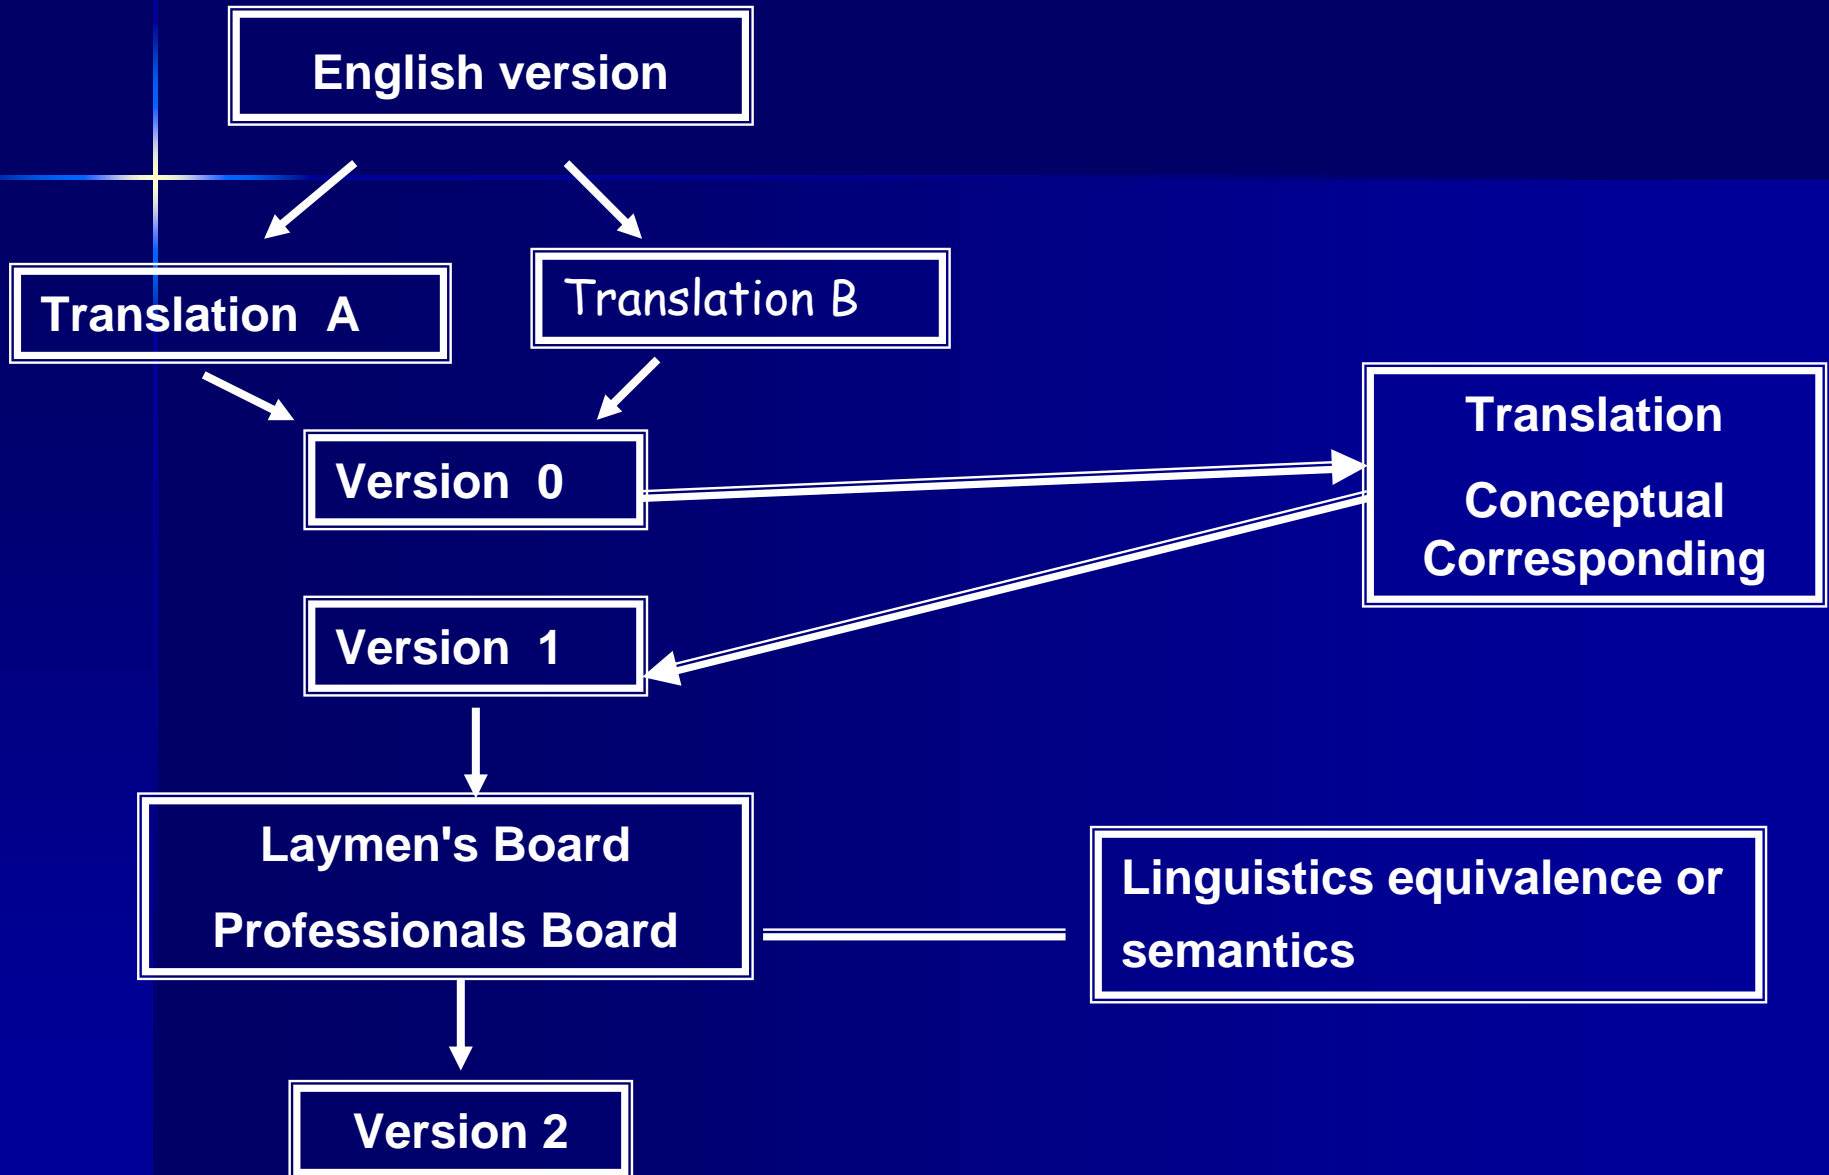 English version
Translation  A
Translation B
Version  0
Translation
Conceptual
Corresponding
Version  1
Laymen's Board
Professionals Board
Linguistics equivalence or
semantics
Version 2